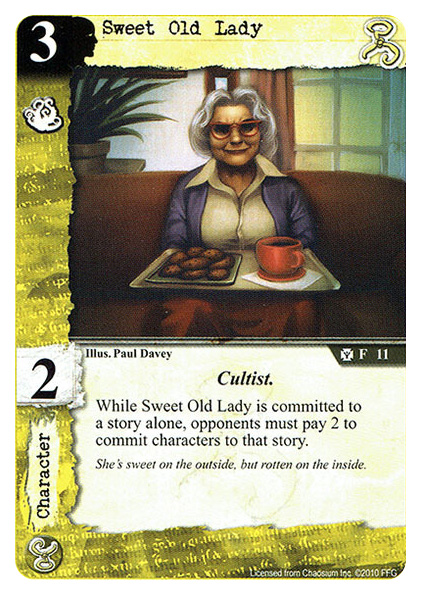 3
Sweet Old Lady
Illus. Paul Davey
F 11
2
Cultist.
While Sweet Old Lady is committed to
a story alone, opponents must pay 2 to
commit characters to that story.
She's sweet on the outside, but rotten on the inside.
Character
Licensed from Chaosium Inc. ©2010 FFG